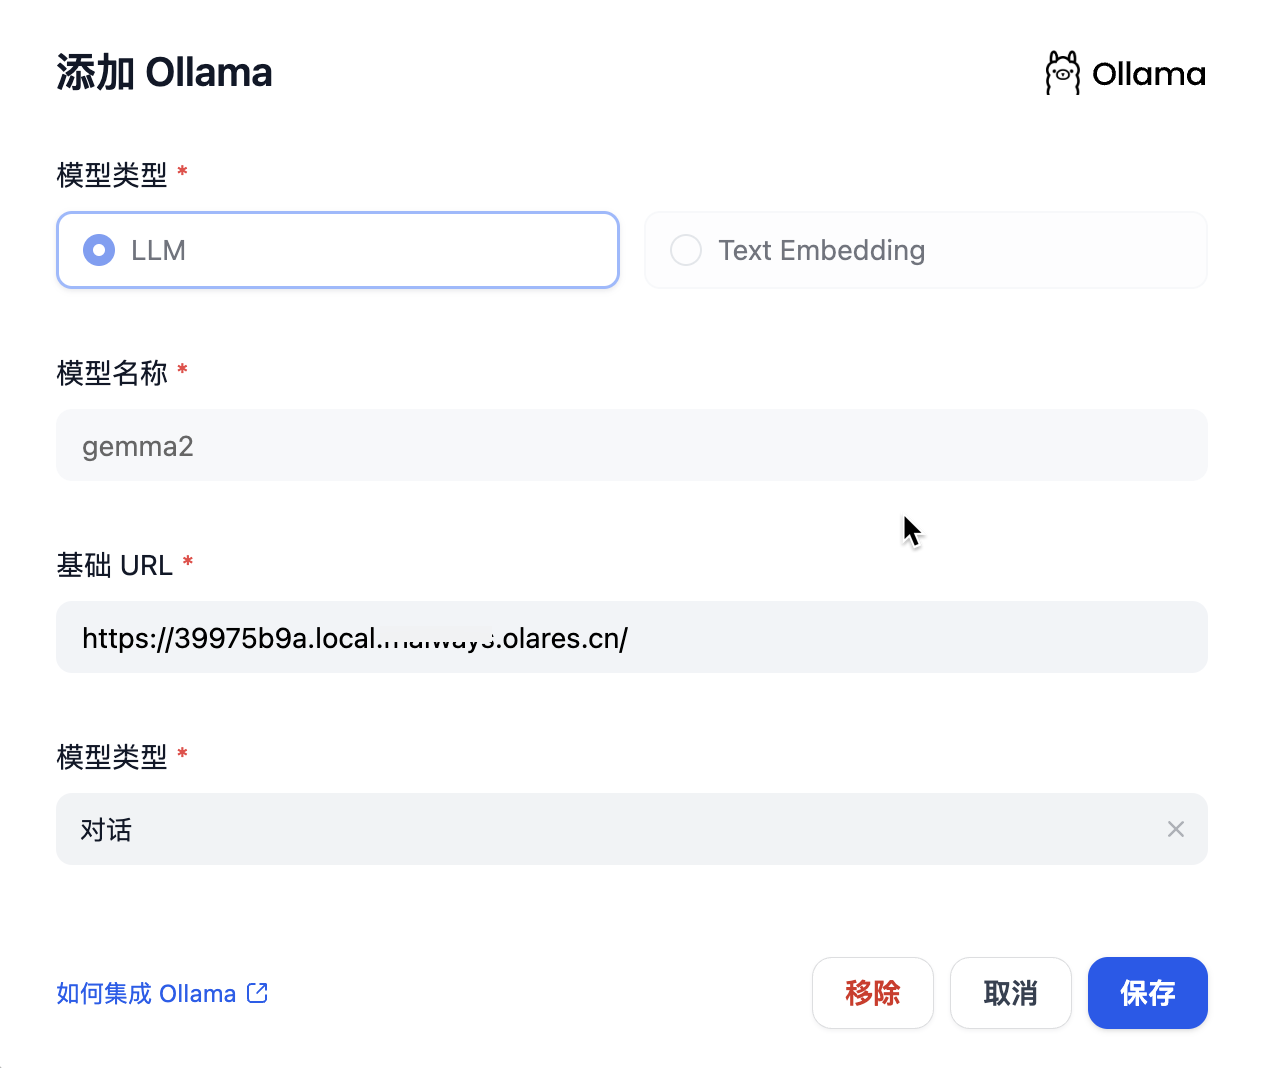 添加 Ollama
Ollama
模型类型 *
LLM
Text Embedding
模型名称 *
gemma2
基础 URL *
https://39975b9a.local. .olares.cn/
模型类型 *
对话
如何集成 Ollama
移除
取消
保存